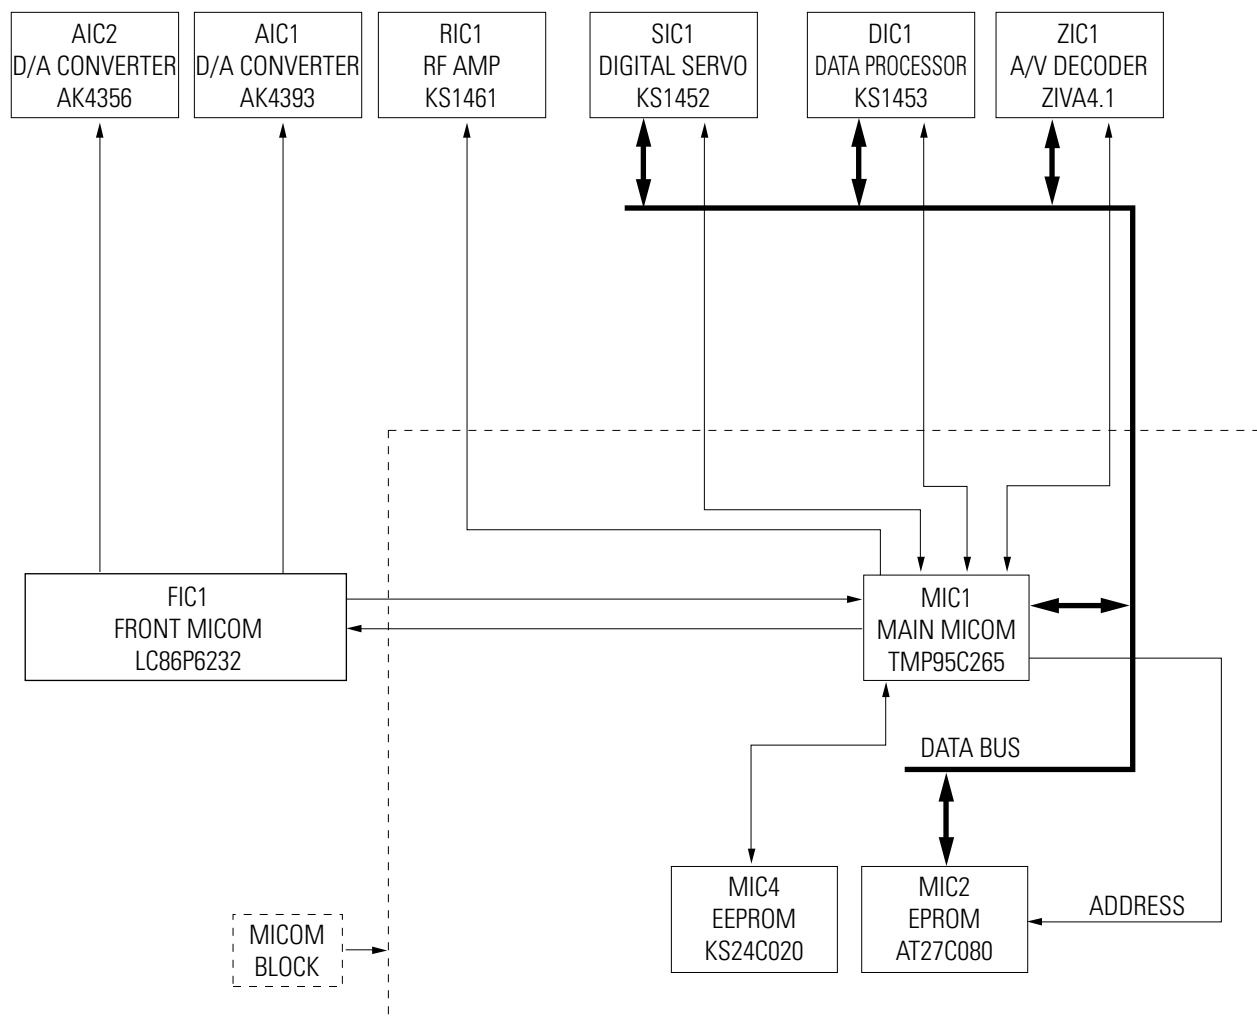 AIC2
D/A CONVERTER
AK4356
AIC1
D/A CONVERTER
AK4393
RIC1
RF AMP
KS1461
SIC1
DIGITAL SERVO
KS1452
DIC1
DATA PROCESSOR
KS1453
ZIC1
A/V DECODER
ZIVA4.1
FIC1
FRONT MICOM
LC86P6232
MIC1
MAIN MICOM
TMP95C265
DATA BUS
MIC4
EEPROM
KS24C020
MIC2
EPROM
AT27C080
ADDRESS
MICOM
BLOCK